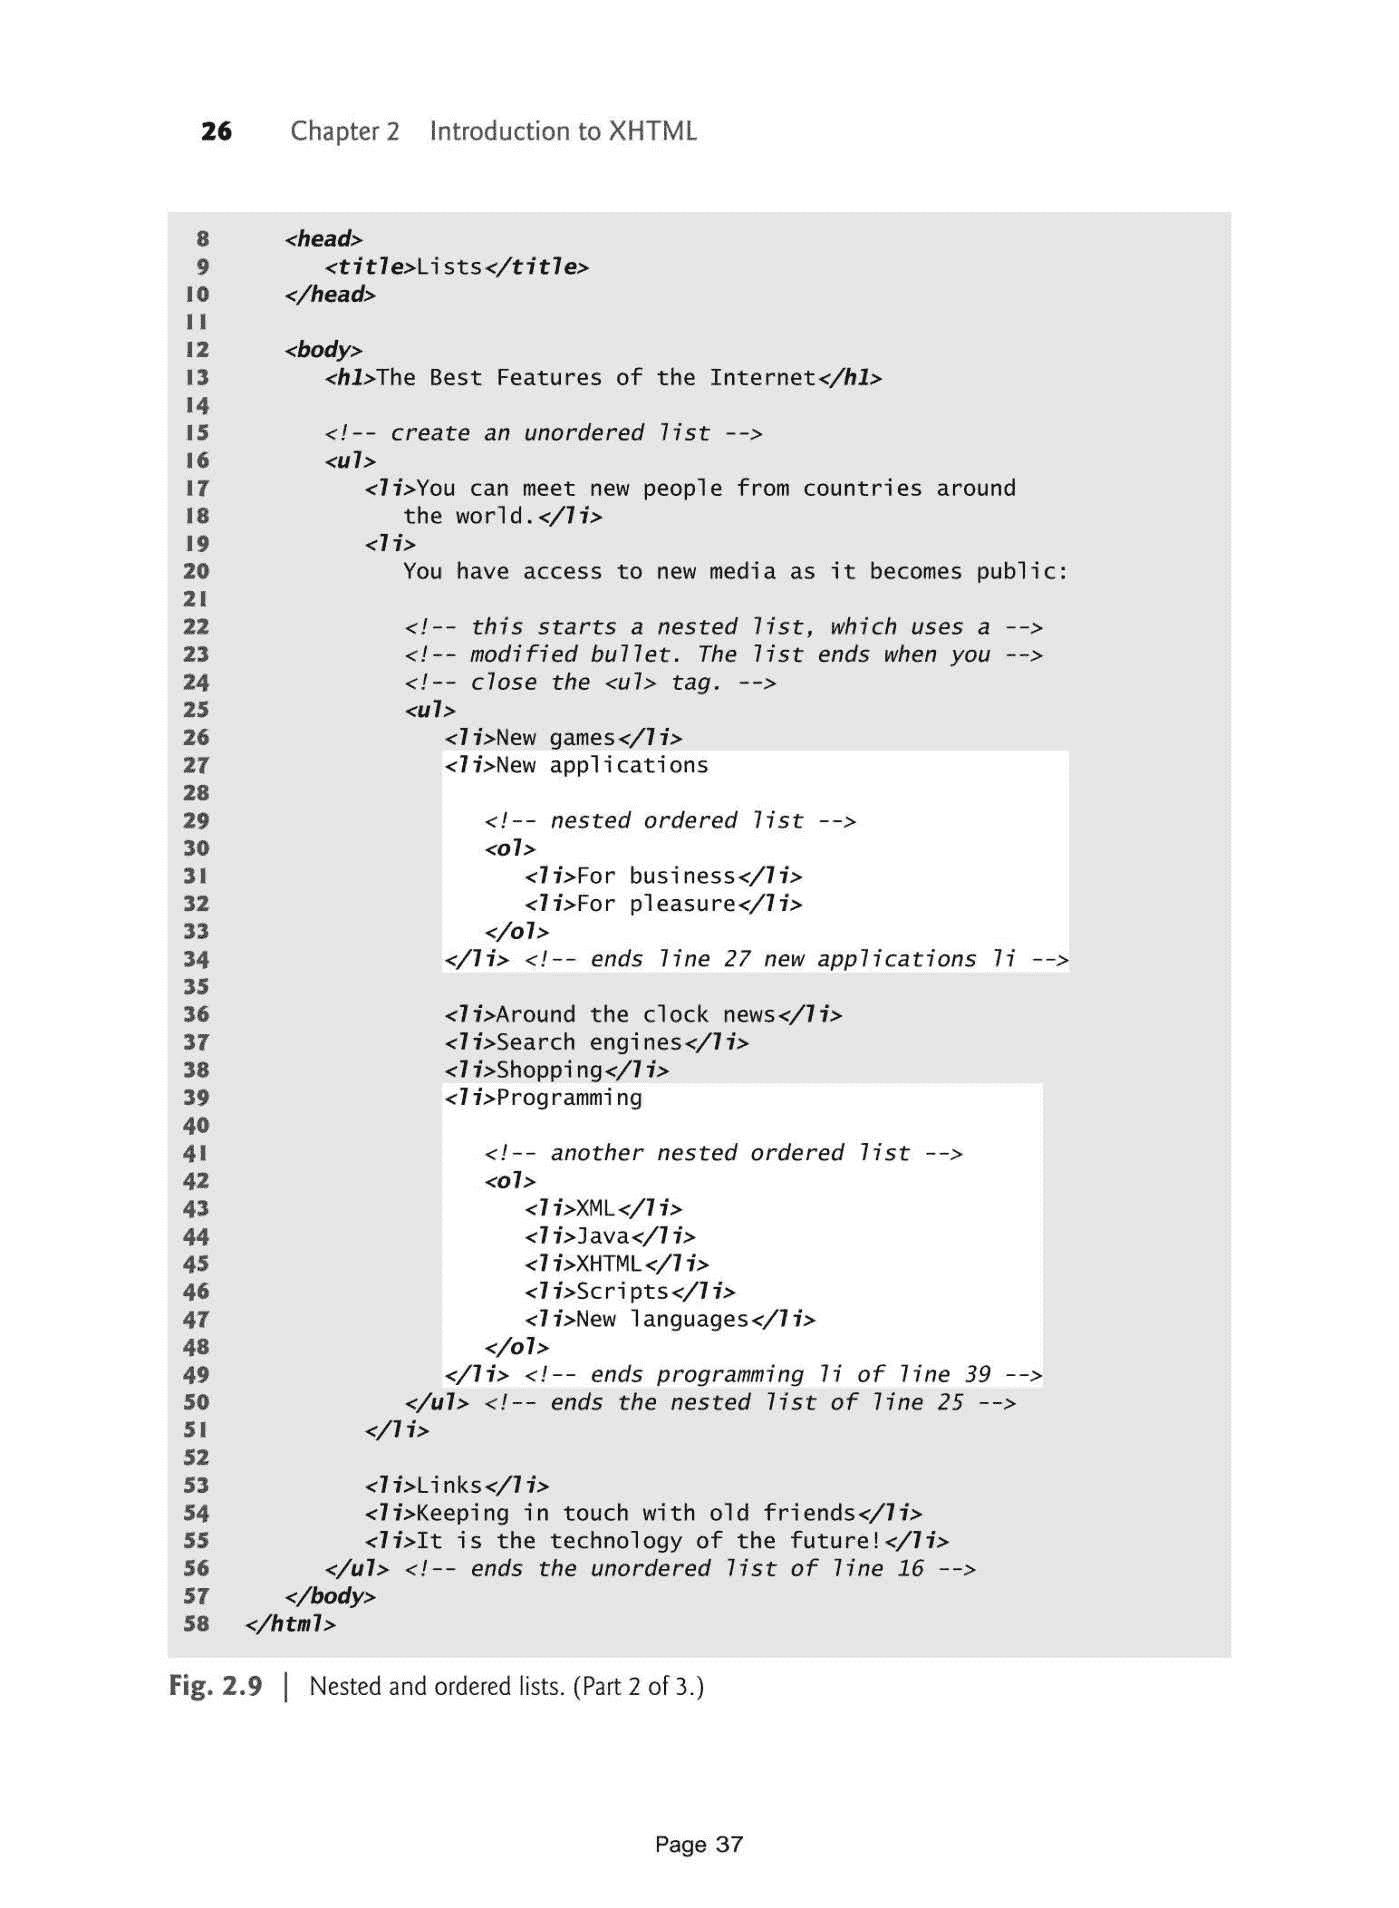 26 Chapter 2 Introduction to XHTML
8 <head>
9 <title>Lists</title>
10 </head>
11
12 <body>
13 <h1>The Best Features of the Internet</h1>
14
15 <!-- create an unordered list -->
16 <ul>
17 <li>You can meet new people from countries around
18 the world.</li>
19 <li>
20 You have access to new media as it becomes public:
21
22 <!-- this starts a nested list, which uses a -->
23 <!-- modified bullet. The list ends when you -->
24 <!-- close the <ul> tag. -->
25 <ul>
26 <li>New games</li>
27 <li>New applications
28
29 <!-- nested ordered list -->
30 <ol>
31 <li>For business</li>
32 <li>For pleasure</li>
33 </ol>
34 </li> <!-- ends line 27 new applications li -->
35
36 <li>Around the clock news</li>
37 <li>Search engines</li>
38 <li>Shopping</li>
39 <li>Programming
40
41 <!-- another nested ordered list -->
42 <ol>
43 <li>XML</li>
44 <li>Java</li>
45 <li>XHTML</li>
46 <li>Scripts</li>
47 <li>New languages</li>
48 </ol>
49 </li> <!-- ends programming li of line 39 -->
50 </ul> <!-- ends the nested list of line 25 -->
51 </li>
52
53 <li>Links</li>
54 <li>Keeping in touch with old friends</li>
55 <li>It is the technology of the future!</li>
56 </ul> <!-- ends the unordered list of line 16 -->
57 </body>
58 </html>
Fig. 2.9 | Nested and ordered lists. (Part 2 of 3.)
Page 37